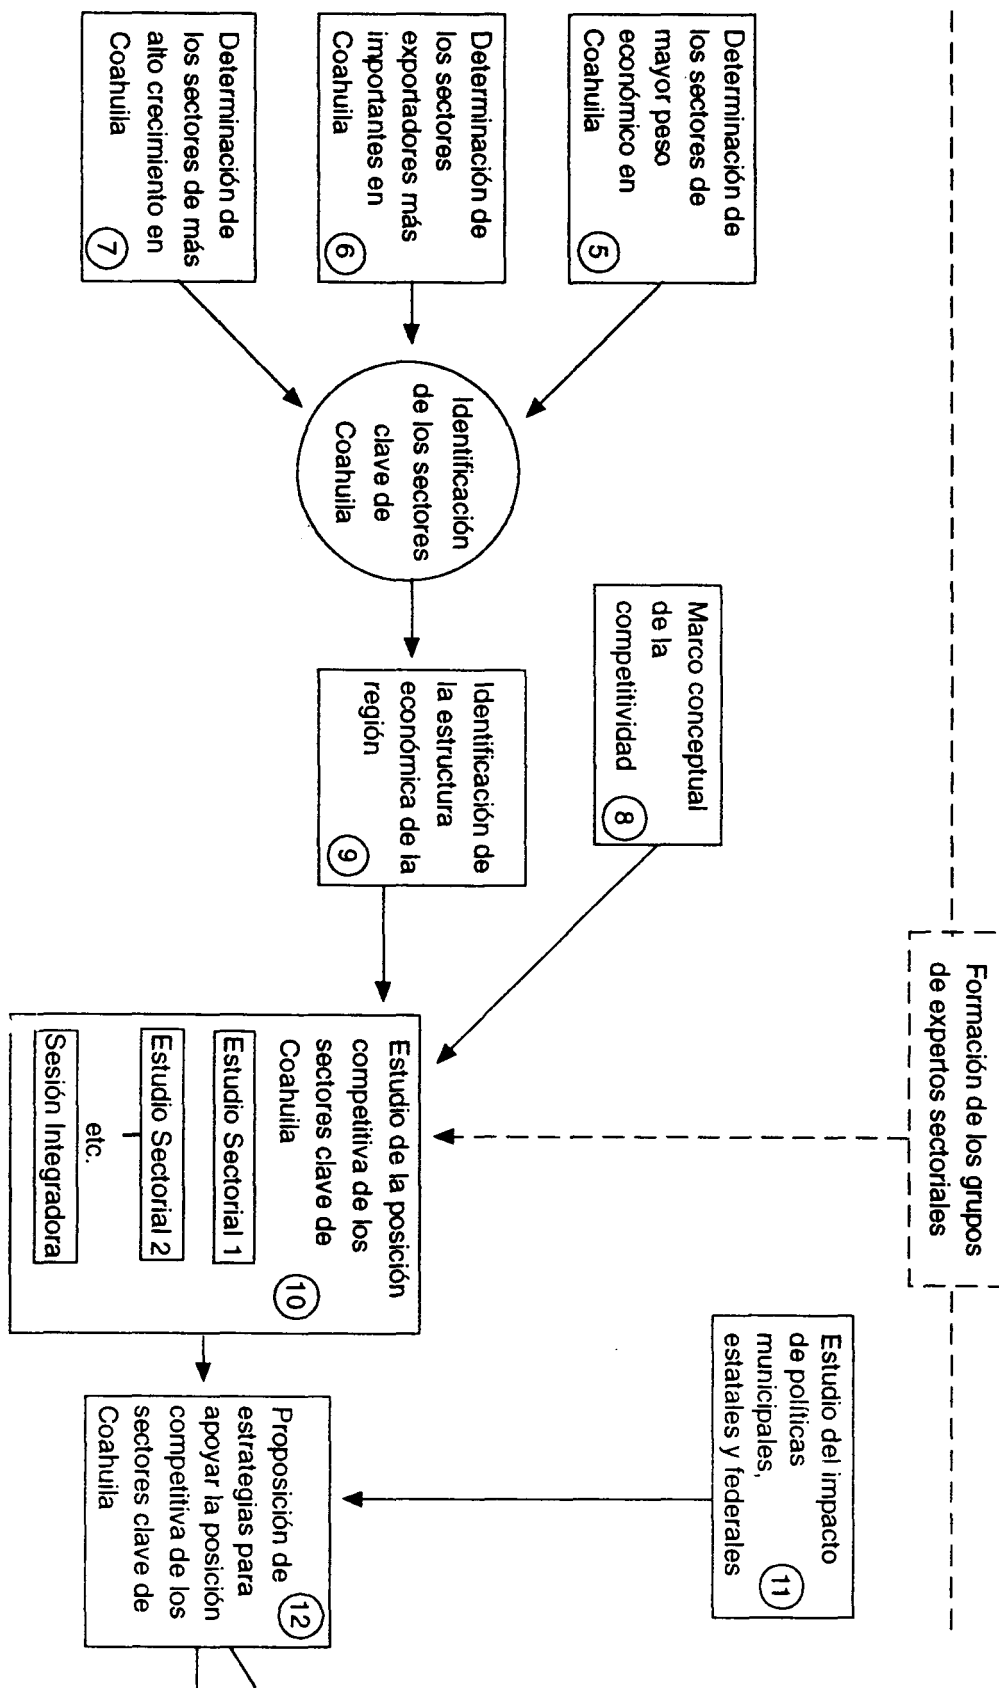 Formación de los grupos
de expertos sectoriales
Determinación de
los sectores de
mayor peso
económico en
Coahuila
5
Determinación de
los sectores
exportadores más
importantes en
Coahuila
6
Determinación de
los sectores de más
alto crecimiento en
Coahuila
7
Identificación
de los sectores
clave de
Coahuila
Marco conceptual
de la
competitividad
8
Identificación de
la estructura
económica de la
región
9
Estudio de la posición
competitiva de los
sectores clave de
Coahuila
10
Estudio Sectorial 1
Estudio Sectorial 2
etc.
Sesión Integradora
Estudio del impacto
de políticas
municipales,
estatales y federales
11
Proposición de
estrategias para
apoyar la posición
competitiva de los
sectores clave de
Coahuila
12